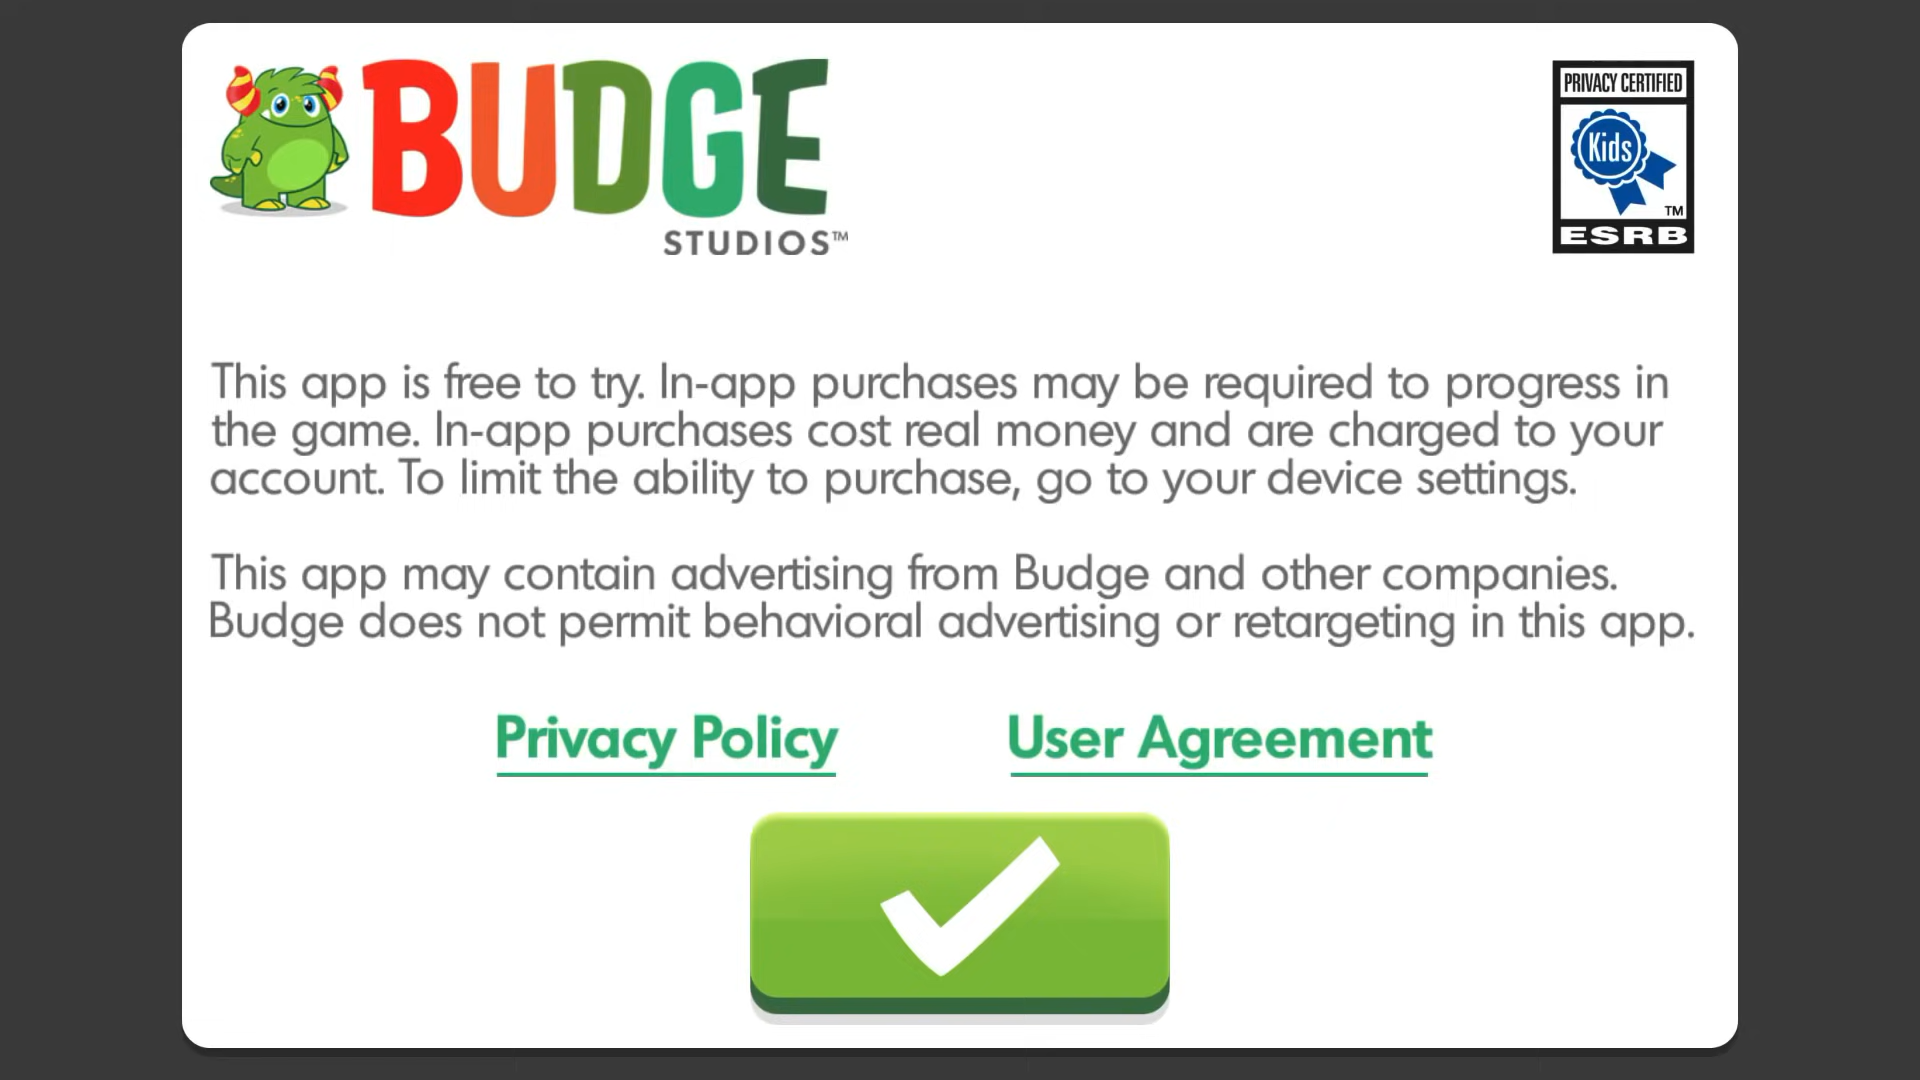 BUDGE
STUDIOS™
PRIVACY CERTIFIED
Kids
™
ESRB
This app is free to try. In-app purchases may be required to progress in
the game. In-app purchases cost real money and are charged to your
account. To limit the ability to purchase, go to your device settings.
This app may contain advertising from Budge and other companies.
Budge does not permit behavioral advertising or retargeting in this app.
Privacy Policy
User Agreement